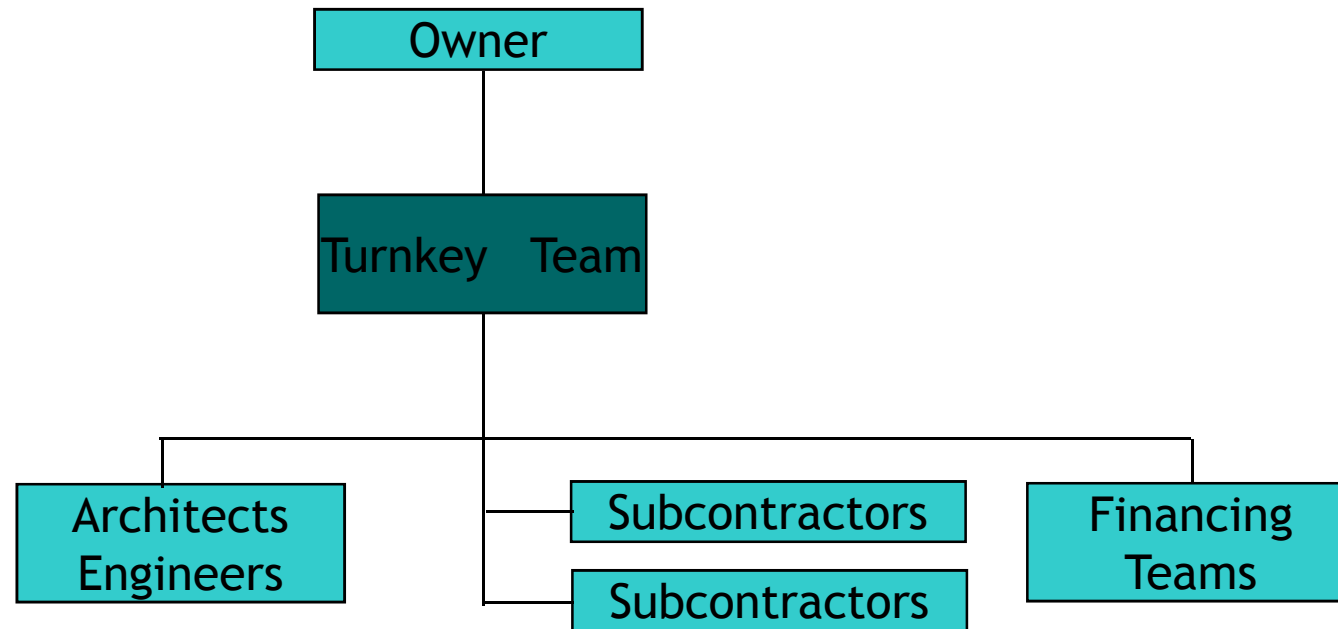 Owner
Turnkey Team
Architects
Engineers
Subcontractors
Subcontractors
Financing
Teams